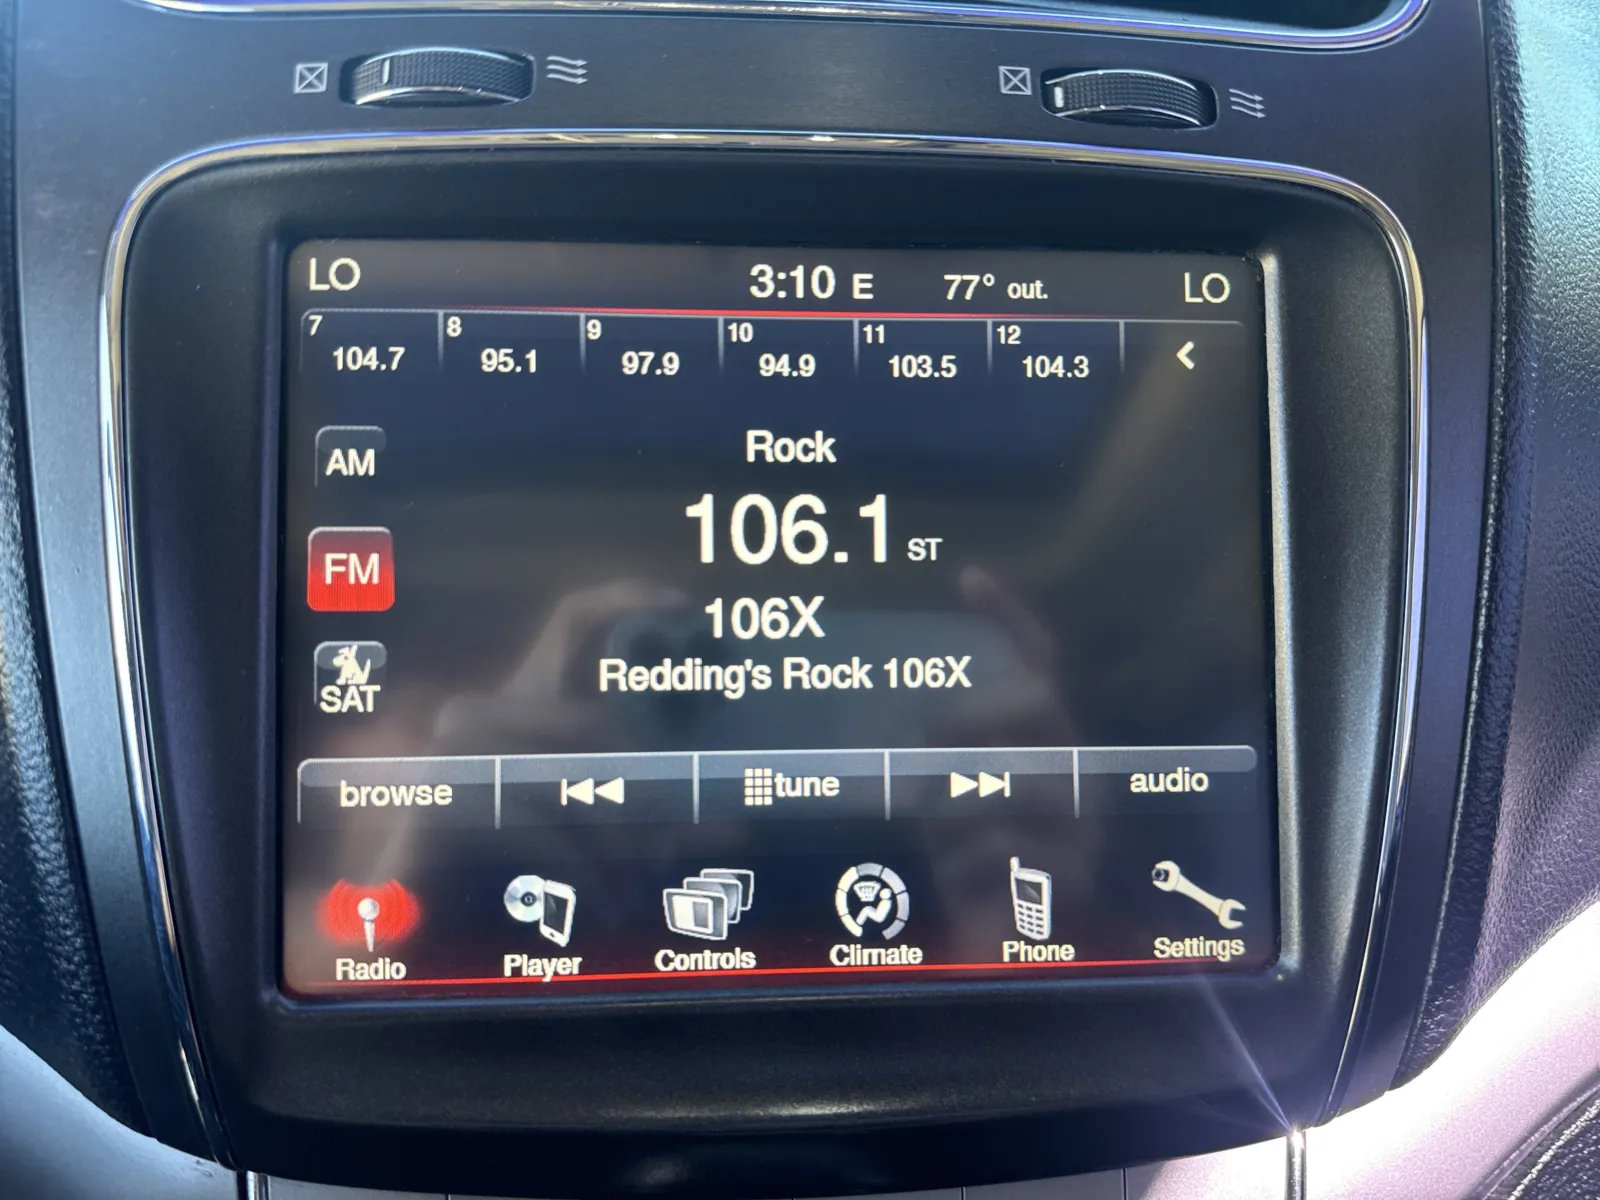 LO 3:10 E 77° out. LO
7 8 9 10 11 12
104.7 95.1 97.9 94.9 103.5 104.3
Rock
AM
106.1 ST
FM
106X
Redding's Rock 106X
SAT
browse tune audio
Radio Player Controls Climate Phone Settings